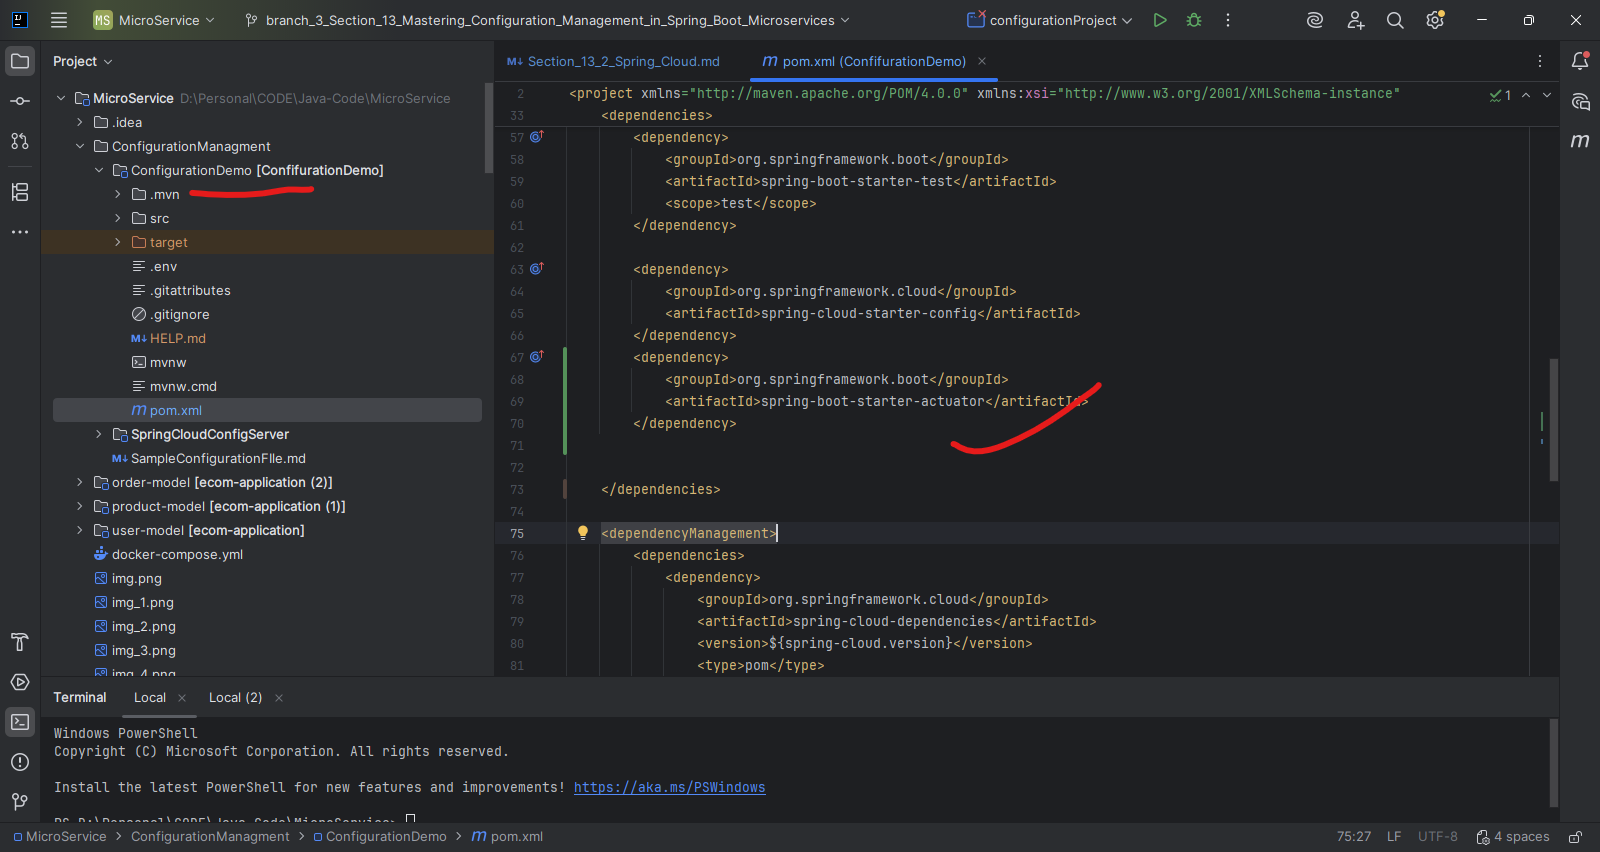 MS MicroService branch_3_Section_13_Mastering_Configuration_Management_in_Spring_Boot_Microservices configurationProject
Project
MicroService D:\Personal\CODE\Java-Code\MicroService
.idea
ConfigurationManagment
ConfigurationDemo [ConfifurationDemo]
.mvn
src
target
.env
.gitattributes
.gitignore
M↓ HELP.md
mvnw
mvnw.cmd
m pom.xml
SpringCloudConfigServer
M↓ SampleConfigurationFIle.md
order-model [ecom-application (2)]
product-model [ecom-application (1)]
user-model [ecom-application]
docker-compose.yml
img.png
img_1.png
img_2.png
img_3.png
img_4.png
M↓ Section_13_2_Spring_Cloud.md m pom.xml (ConfifurationDemo)
2 <project xmlns="http://maven.apache.org/POM/4.0.0" xmlns:xsi="http://www.w3.org/2001/XMLSchema-instance" 1
33 <dependencies>
57 <dependency>
58 <groupId>org.springframework.boot</groupId>
59 <artifactId>spring-boot-starter-test</artifactId>
60 <scope>test</scope>
61 </dependency>
62
63 <dependency>
64 <groupId>org.springframework.cloud</groupId>
65 <artifactId>spring-cloud-starter-config</artifactId>
66 </dependency>
67 <dependency>
68 <groupId>org.springframework.boot</groupId>
69 <artifactId>spring-boot-starter-actuator</artifactId>
70 </dependency>
71
72
73 </dependencies>
74
75 <dependencyManagement>
76 <dependencies>
77 <dependency>
78 <groupId>org.springframework.cloud</groupId>
79 <artifactId>spring-cloud-dependencies</artifactId>
80 <version>${spring-cloud.version}</version>
81 <type>pom</type>
m
Terminal Local Local (2)
Windows PowerShell
Copyright (C) Microsoft Corporation. All rights reserved.
Install the latest PowerShell for new features and improvements! https://aka.ms/PSWindows
PS D:\Personal\CODE\Java-Code\MicroService>
MicroService > ConfigurationManagment > ConfigurationDemo > m pom.xml 75:27 LF UTF-8 4 spaces